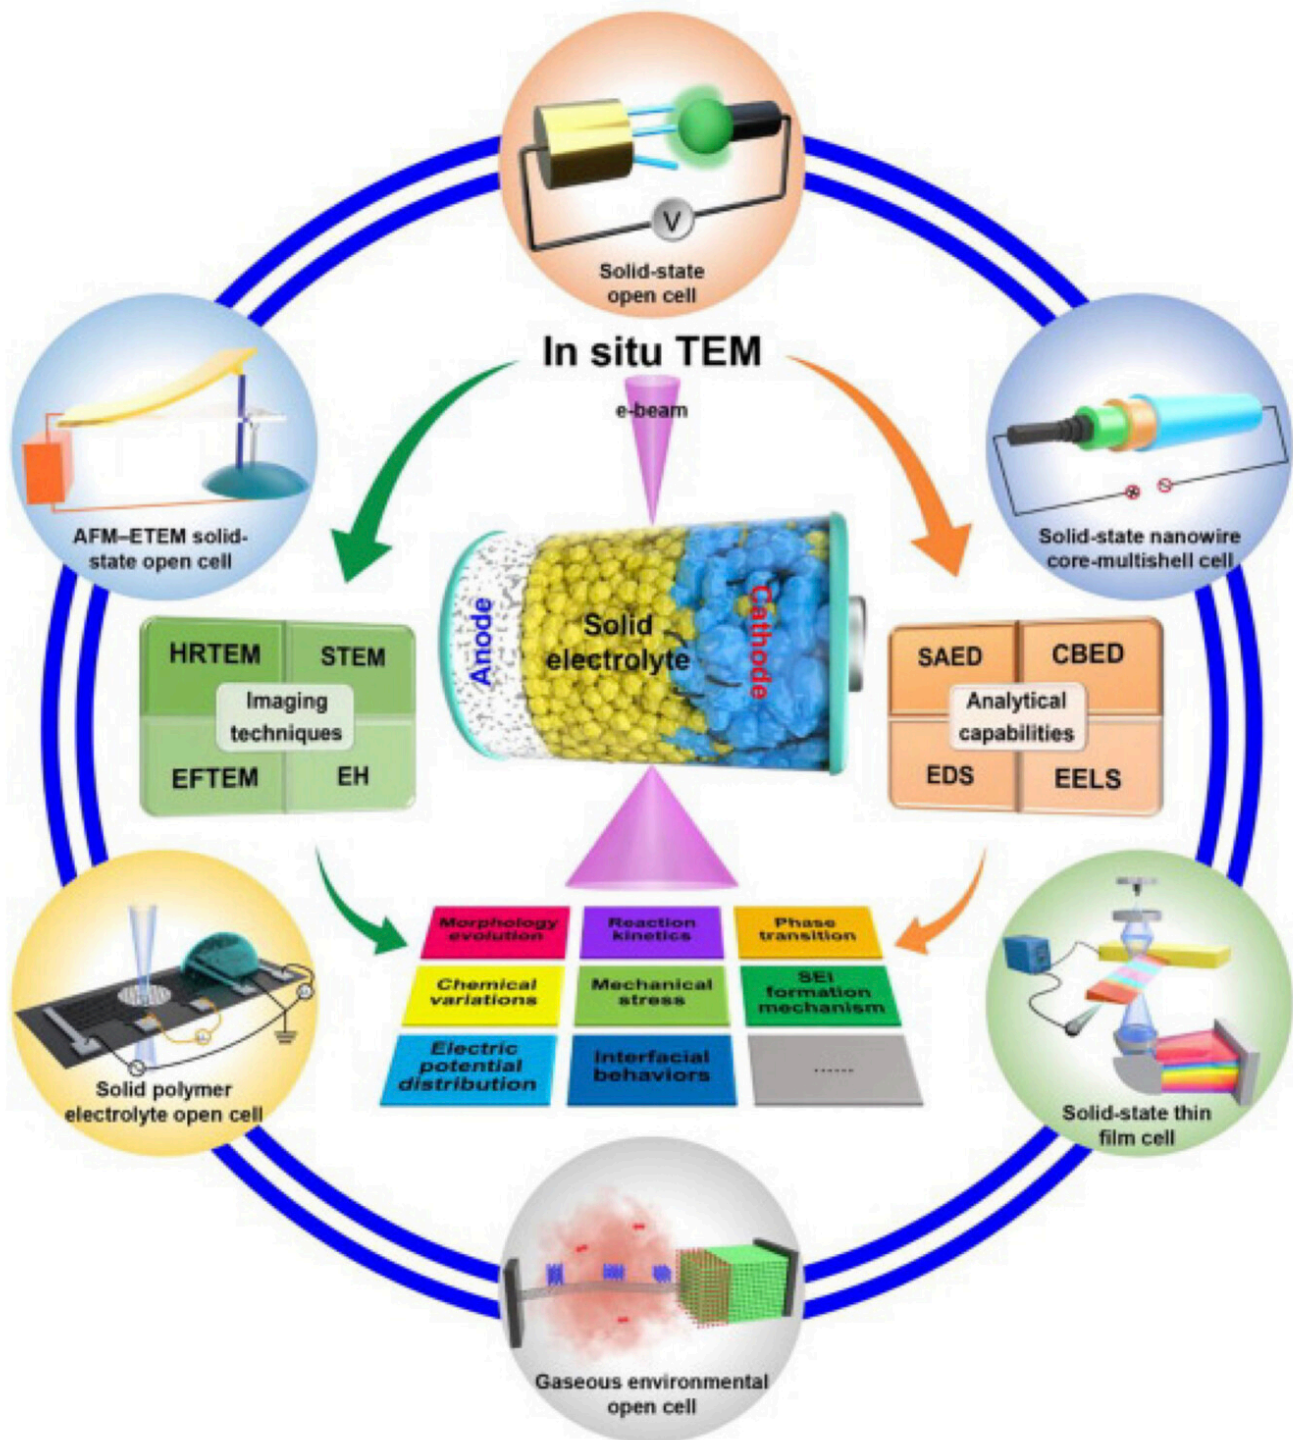 V
Solid-state
open cell
In situ TEM
e-beam
AFM–ETEM solid-
state open cell
Solid-state nanowire
core-multishell cell
Anode
Solid
electrolyte
Cathode
HRTEM
STEM
Imaging
techniques
EFTEM
EH
SAED
CBED
Analytical
capabilities
EDS
EELS
Morphology
evolution
Reaction
kinetics
Phase
transition
Chemical
variations
Mechanical
stress
SEI
formation
mechanism
Electric
potential
distribution
Interfacial
behaviors
......
Solid polymer
electrolyte open cell
Solid-state thin
film cell
Gaseous environmental
open cell